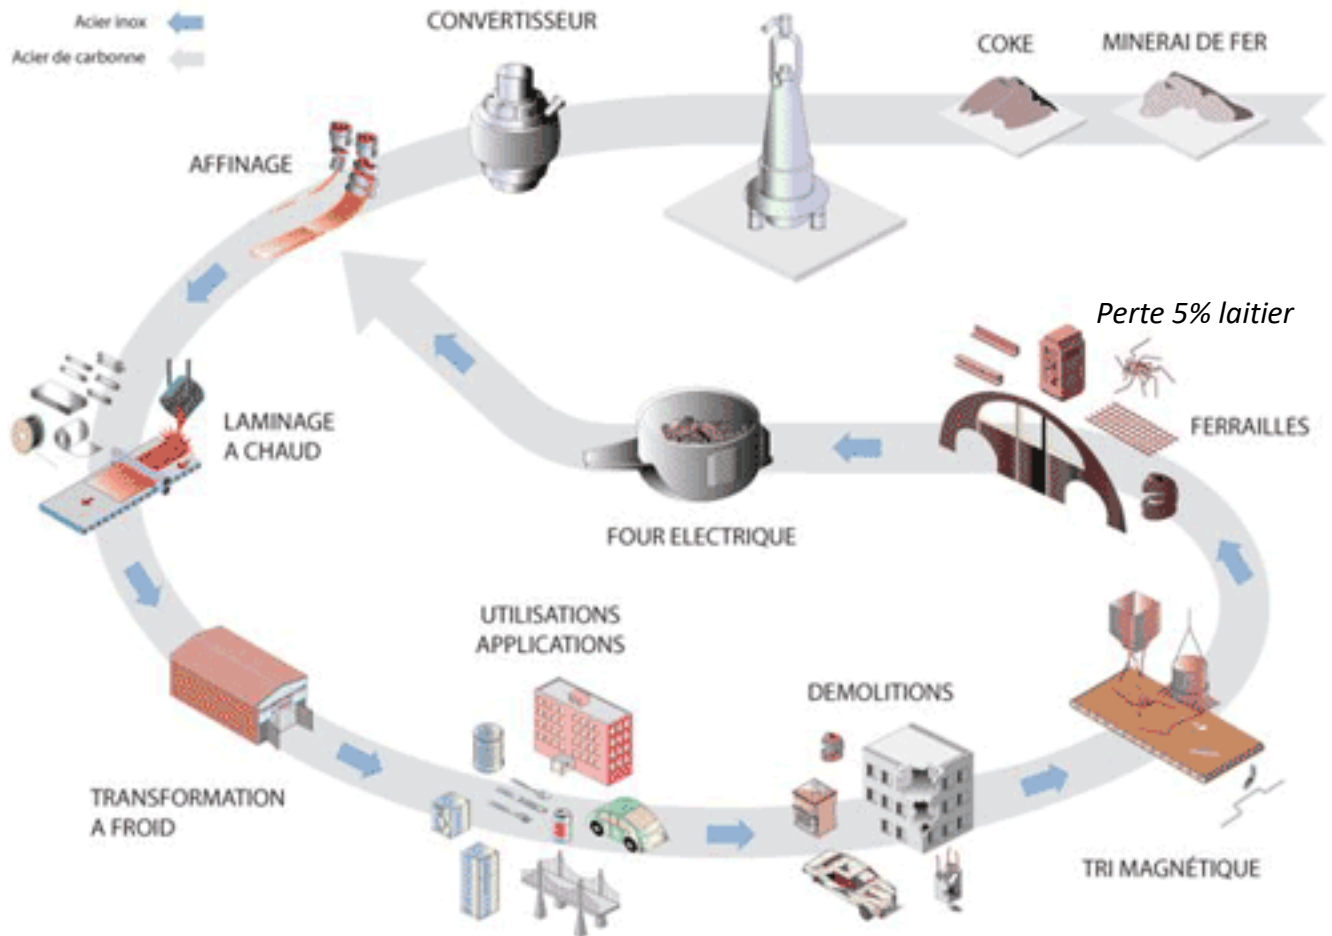 Acier inox
Acier de carbonne
CONVERTISSEUR
COKE
MINERAI DE FER
AFFINAGE
Perte 5% laitier
LAMINAGE
A CHAUD
FERRAILLES
FOUR ELECTRIQUE
UTILISATIONS
APPLICATIONS
DEMOLITIONS
TRANSFORMATION
A FROID
TRI MAGNÉTIQUE